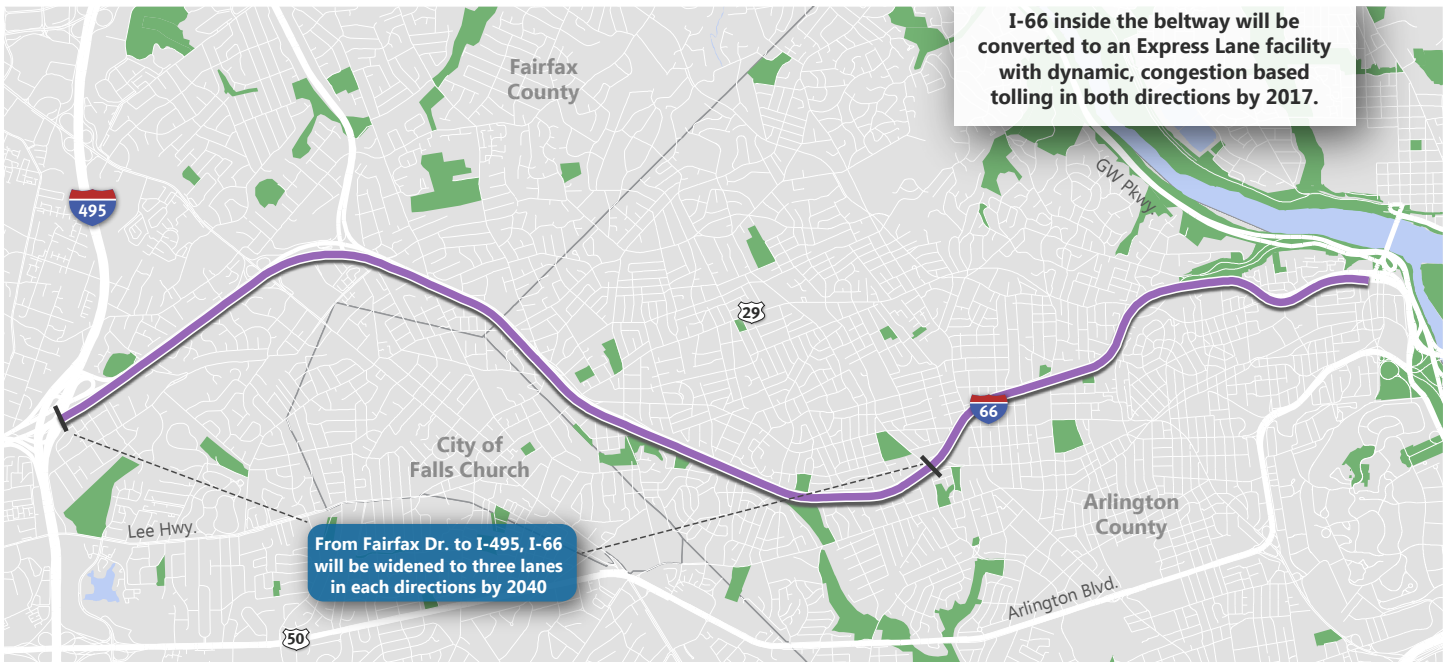 I-66 inside the beltway will be
converted to an Express Lane facility
with dynamic, congestion based
tolling in both directions by 2017.
Fairfax
County
GW Pkwy.
495
29
66
City of
Falls Church
Arlington
County
Lee Hwy.
From Fairfax Dr. to I-495, I-66
will be widened to three lanes
in each directions by 2040
Arlington Blvd.
50